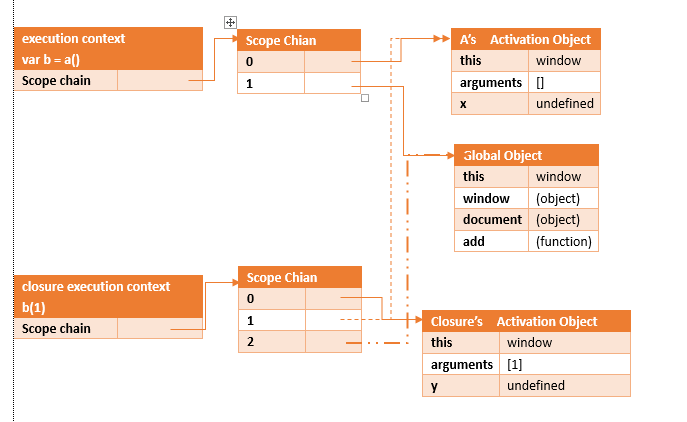 execution context
var b = a()
Scope chain
Scope Chian
0
1
A's Activation Object
this window
arguments []
x undefined
Global Object
this window
window (object)
document (object)
add (function)
closure execution context
b(1)
Scope chain
Scope Chian
0
1
2
Closure's Activation Object
this window
arguments [1]
y undefined